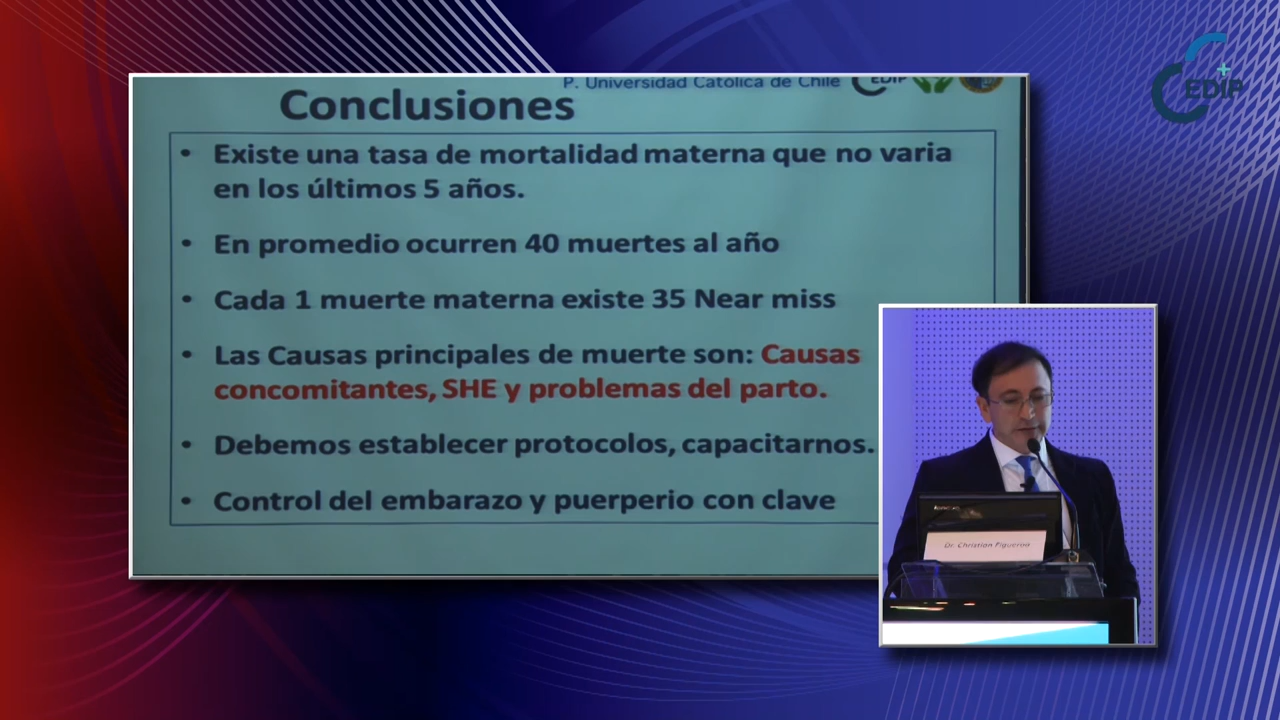 P. Universidad Católica de Chile
CEDIP
CEDIP
Conclusiones
• Existe una tasa de mortalidad materna que no varia
en los últimos 5 años.
• En promedio ocurren 40 muertes al año
• Cada 1 muerte materna existe 35 Near miss
• Las Causas principales de muerte son: Causas
concomitantes, SHE y problemas del parto.
• Debemos establecer protocolos, capacitarnos.
• Control del embarazo y puerperio con clave
Dr. Christian Figueroa